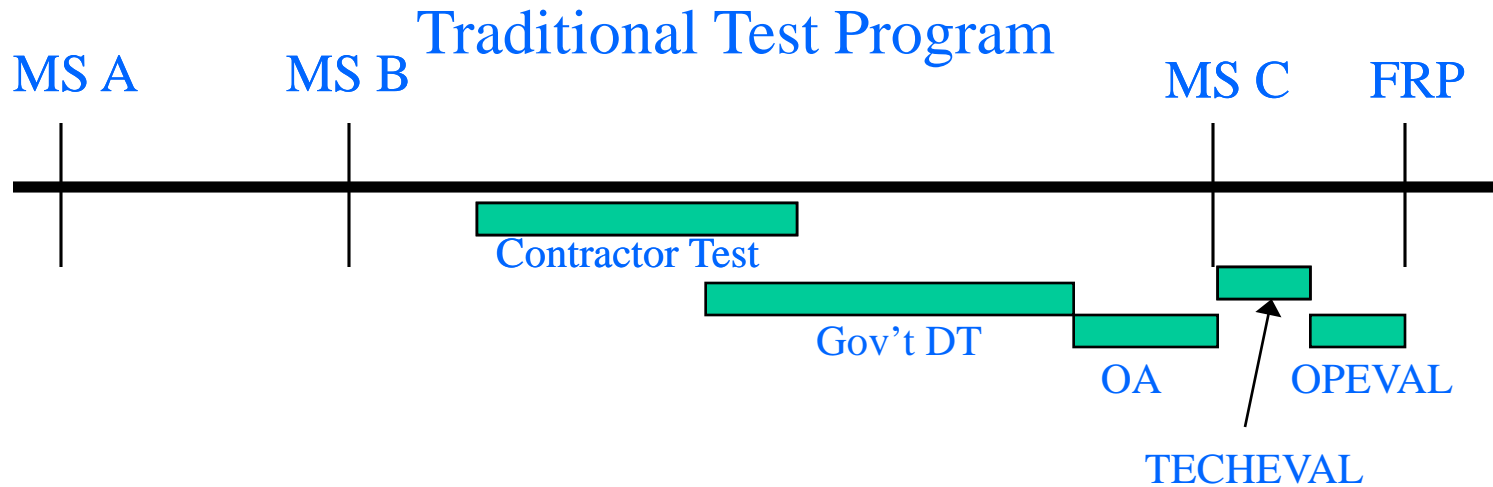 Traditional Test Program
MS A
MS B
MS C
FRP
Contractor Test
Gov’t DT
OA
OPEVAL
TECHEVAL